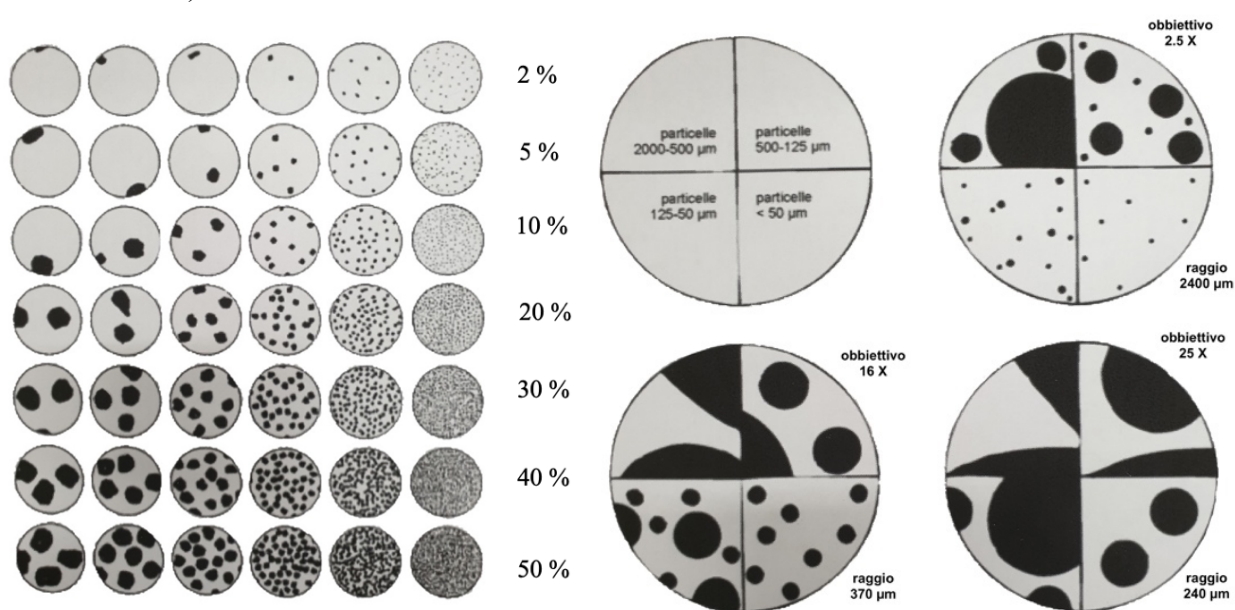 2 %
5 %
10 %
20 %
30 %
40 %
50 %
particelle
2000-500 µm
particelle
500-125 µm
particelle
125-50 µm
particelle
< 50 µm
obbiettivo
2.5 X
raggio
2400 µm
obbiettivo
16 X
raggio
370 µm
obbiettivo
25 X
raggio
240 µm